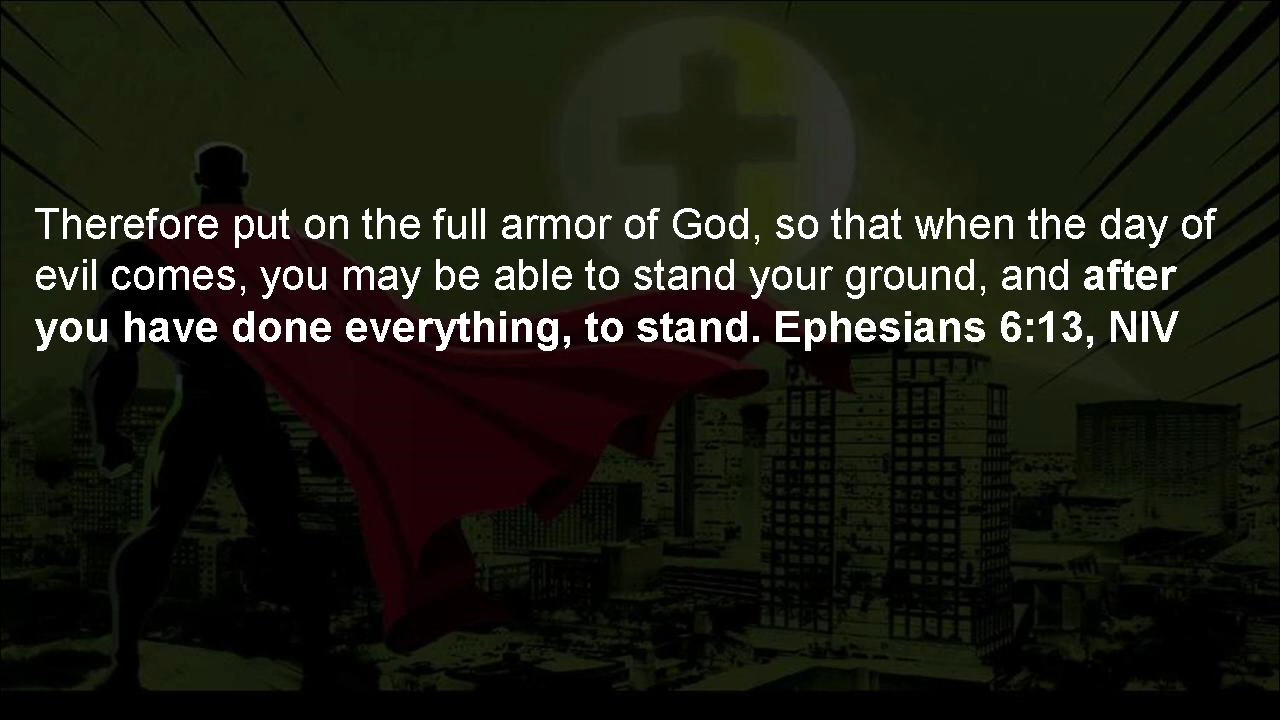 Therefore put on the full armor of God, so that when the day of
evil comes, you may be able to stand your ground, and after
you have done everything, to stand. Ephesians 6:13, NIV